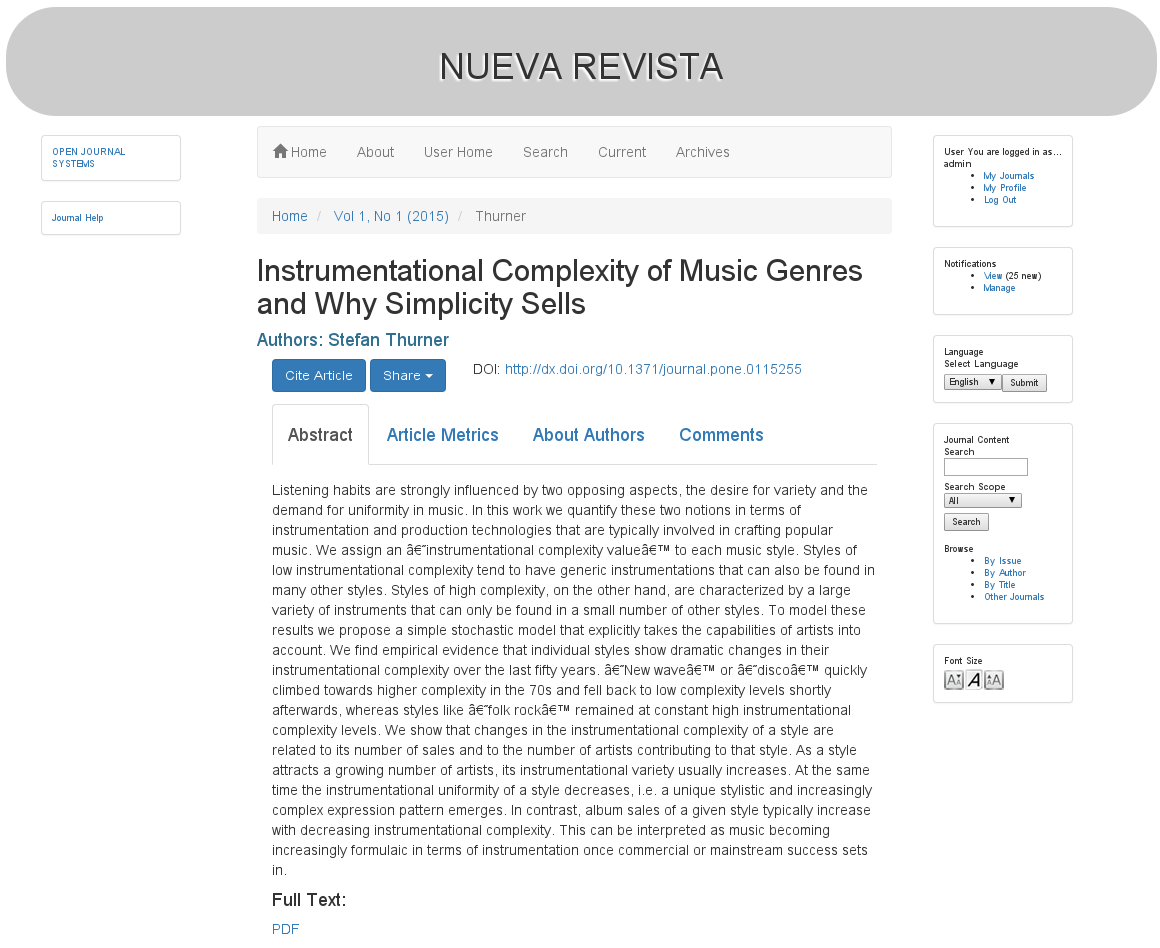 NUEVA REVISTA
OPEN JOURNAL
SYSTEMS
Journal Help
Home About User Home Search Current Archives
Home / Vol 1, No 1 (2015) / Thurner
Instrumentational Complexity of Music Genres
and Why Simplicity Sells
Authors: Stefan Thurner
Cite Article Share
DOI: http://dx.doi.org/10.1371/journal.pone.0115255
Abstract Article Metrics About Authors Comments
Listening habits are strongly influenced by two opposing aspects, the desire for variety and the
demand for uniformity in music. In this work we quantify these two notions in terms of
instrumentation and production technologies that are typically involved in crafting popular
music. We assign an â€˜instrumentational complexity valueâ€™ to each music style. Styles of
low instrumentational complexity tend to have generic instrumentations that can also be found in
many other styles. Styles of high complexity, on the other hand, are characterized by a large
variety of instruments that can only be found in a small number of other styles. To model these
results we propose a simple stochastic model that explicitly takes the capabilities of artists into
account. We find empirical evidence that individual styles show dramatic changes in their
instrumentational complexity over the last fifty years. â€˜New waveâ€™ or â€˜discoâ€™ quickly
climbed towards higher complexity in the 70s and fell back to low complexity levels shortly
afterwards, whereas styles like â€˜folk rockâ€™ remained at constant high instrumentational
complexity levels. We show that changes in the instrumentational complexity of a style are
related to its number of sales and to the number of artists contributing to that style. As a style
attracts a growing number of artists, its instrumentational variety usually increases. At the same
time the instrumentational uniformity of a style decreases, i.e. a unique stylistic and increasingly
complex expression pattern emerges. In contrast, album sales of a given style typically increase
with decreasing instrumentational complexity. This can be interpreted as music becoming
increasingly formulaic in terms of instrumentation once commercial or mainstream success sets
in.
Full Text:
PDF
User You are logged in as...
admin
My Journals
My Profile
Log Out
Notifications
View (25 new)
Manage
Language
Select Language
English Submit
Journal Content
Search
Search Scope
All
Search
Browse
By Issue
By Author
By Title
Other Journals
Font Size
A A A A A